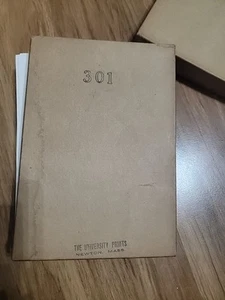 301
THE UNIVERSITY PRINTS
NEWTON, MASS.